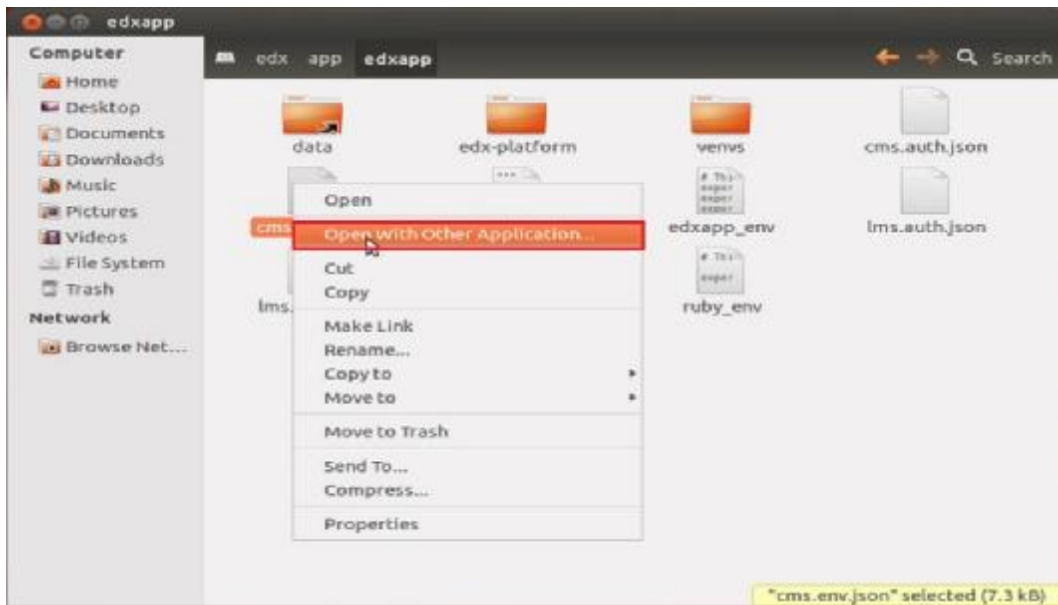 edxapp
Computer
Home
Desktop
Documents
Downloads
Music
Pictures
Videos
File System
Trash
Network
Browse Net...
edx app edxapp
Search
data
edx-platform
venvs
cms.auth.json
cms
edxapp_env
lms.auth.json
lms.
ruby_env
Open
Open with Other Application...
Cut
Copy
Make Link
Rename...
Copy to
Move to
Move to Trash
Send To...
Compress...
Properties
"cms.env.json" selected (7.3 kB)